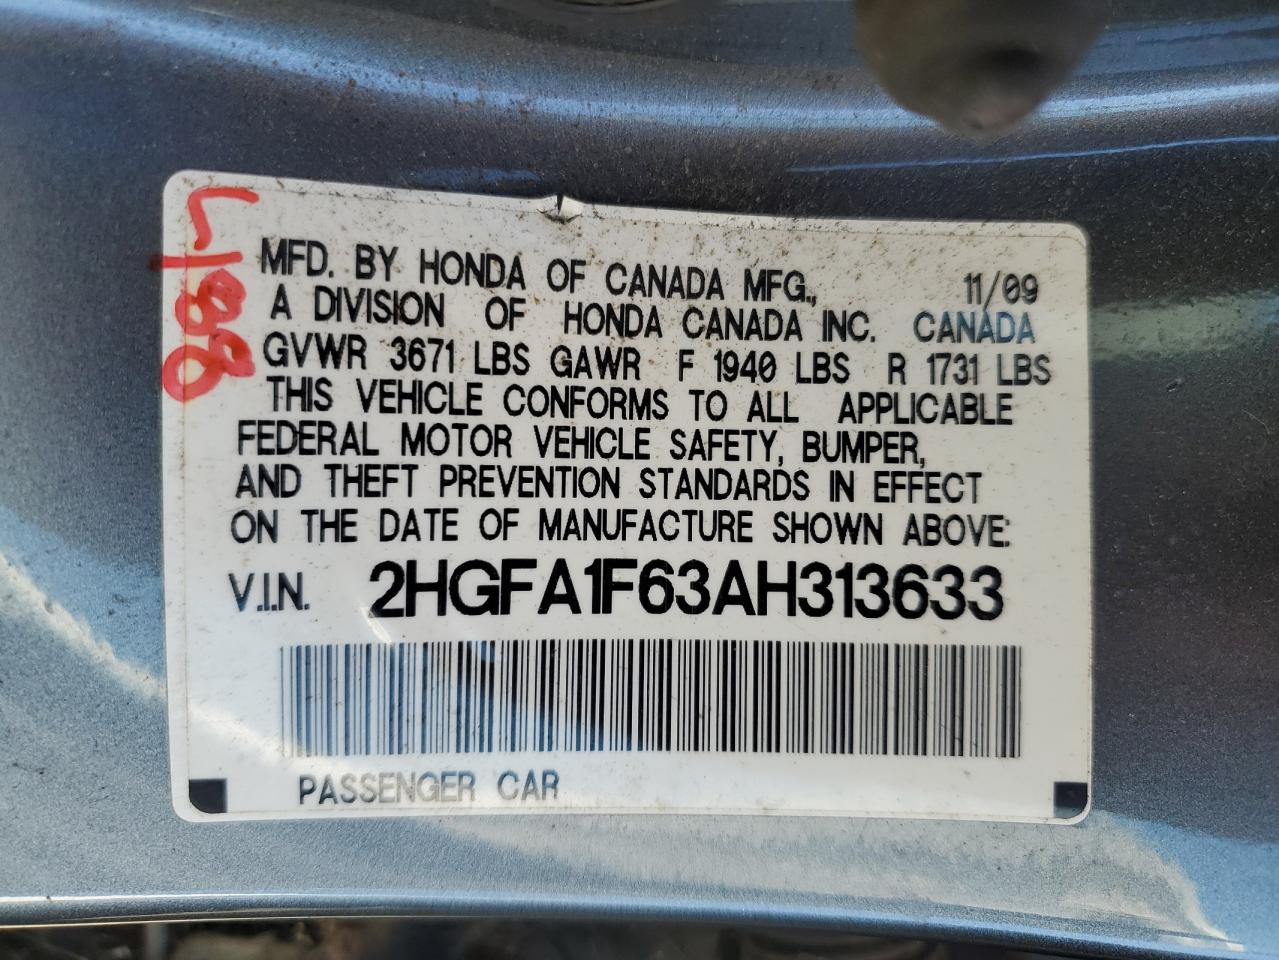 MFD. BY HONDA OF CANADA MFG., 11/09
A DIVISION OF HONDA CANADA INC. CANADA
GVWR 3671 LBS GAWR F 1940 LBS R 1731 LBS
THIS VEHICLE CONFORMS TO ALL APPLICABLE
FEDERAL MOTOR VEHICLE SAFETY, BUMPER,
AND THEFT PREVENTION STANDARDS IN EFFECT
ON THE DATE OF MANUFACTURE SHOWN ABOVE:
V.I.N. 2HGFA1F63AH313633
PASSENGER CAR